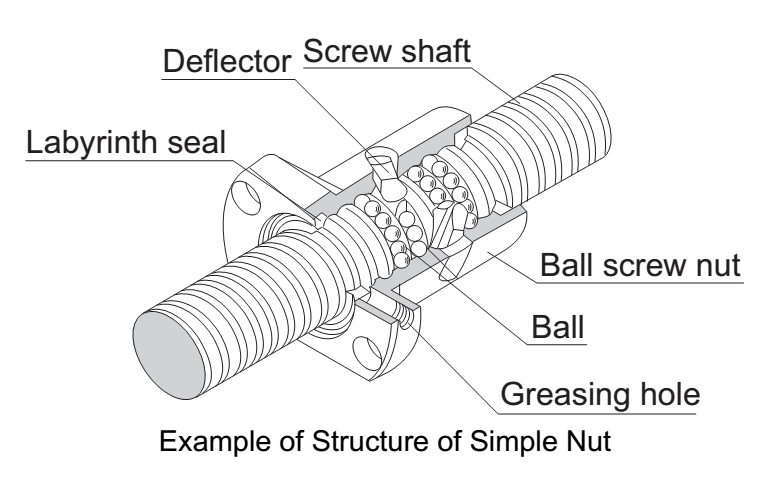 Deflector
Screw shaft
Labyrinth seal
Ball screw nut
Ball
Greasing hole
Example of Structure of Simple Nut